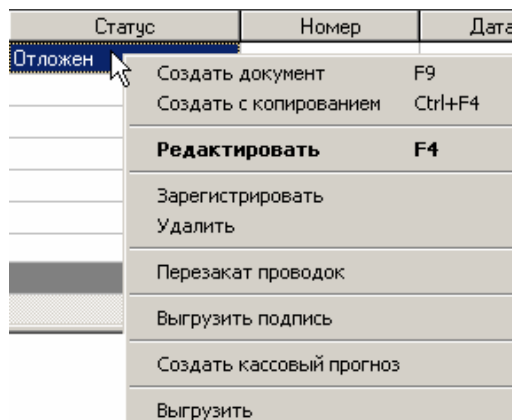 Статус Номер Дата
Отложен
Создать документ F9
Создать с копированием Ctrl+F4
Редактировать F4
Зарегистрировать
Удалить
Перезакат проводок
Выгрузить подпись
Создать кассовый прогноз
Выгрузить